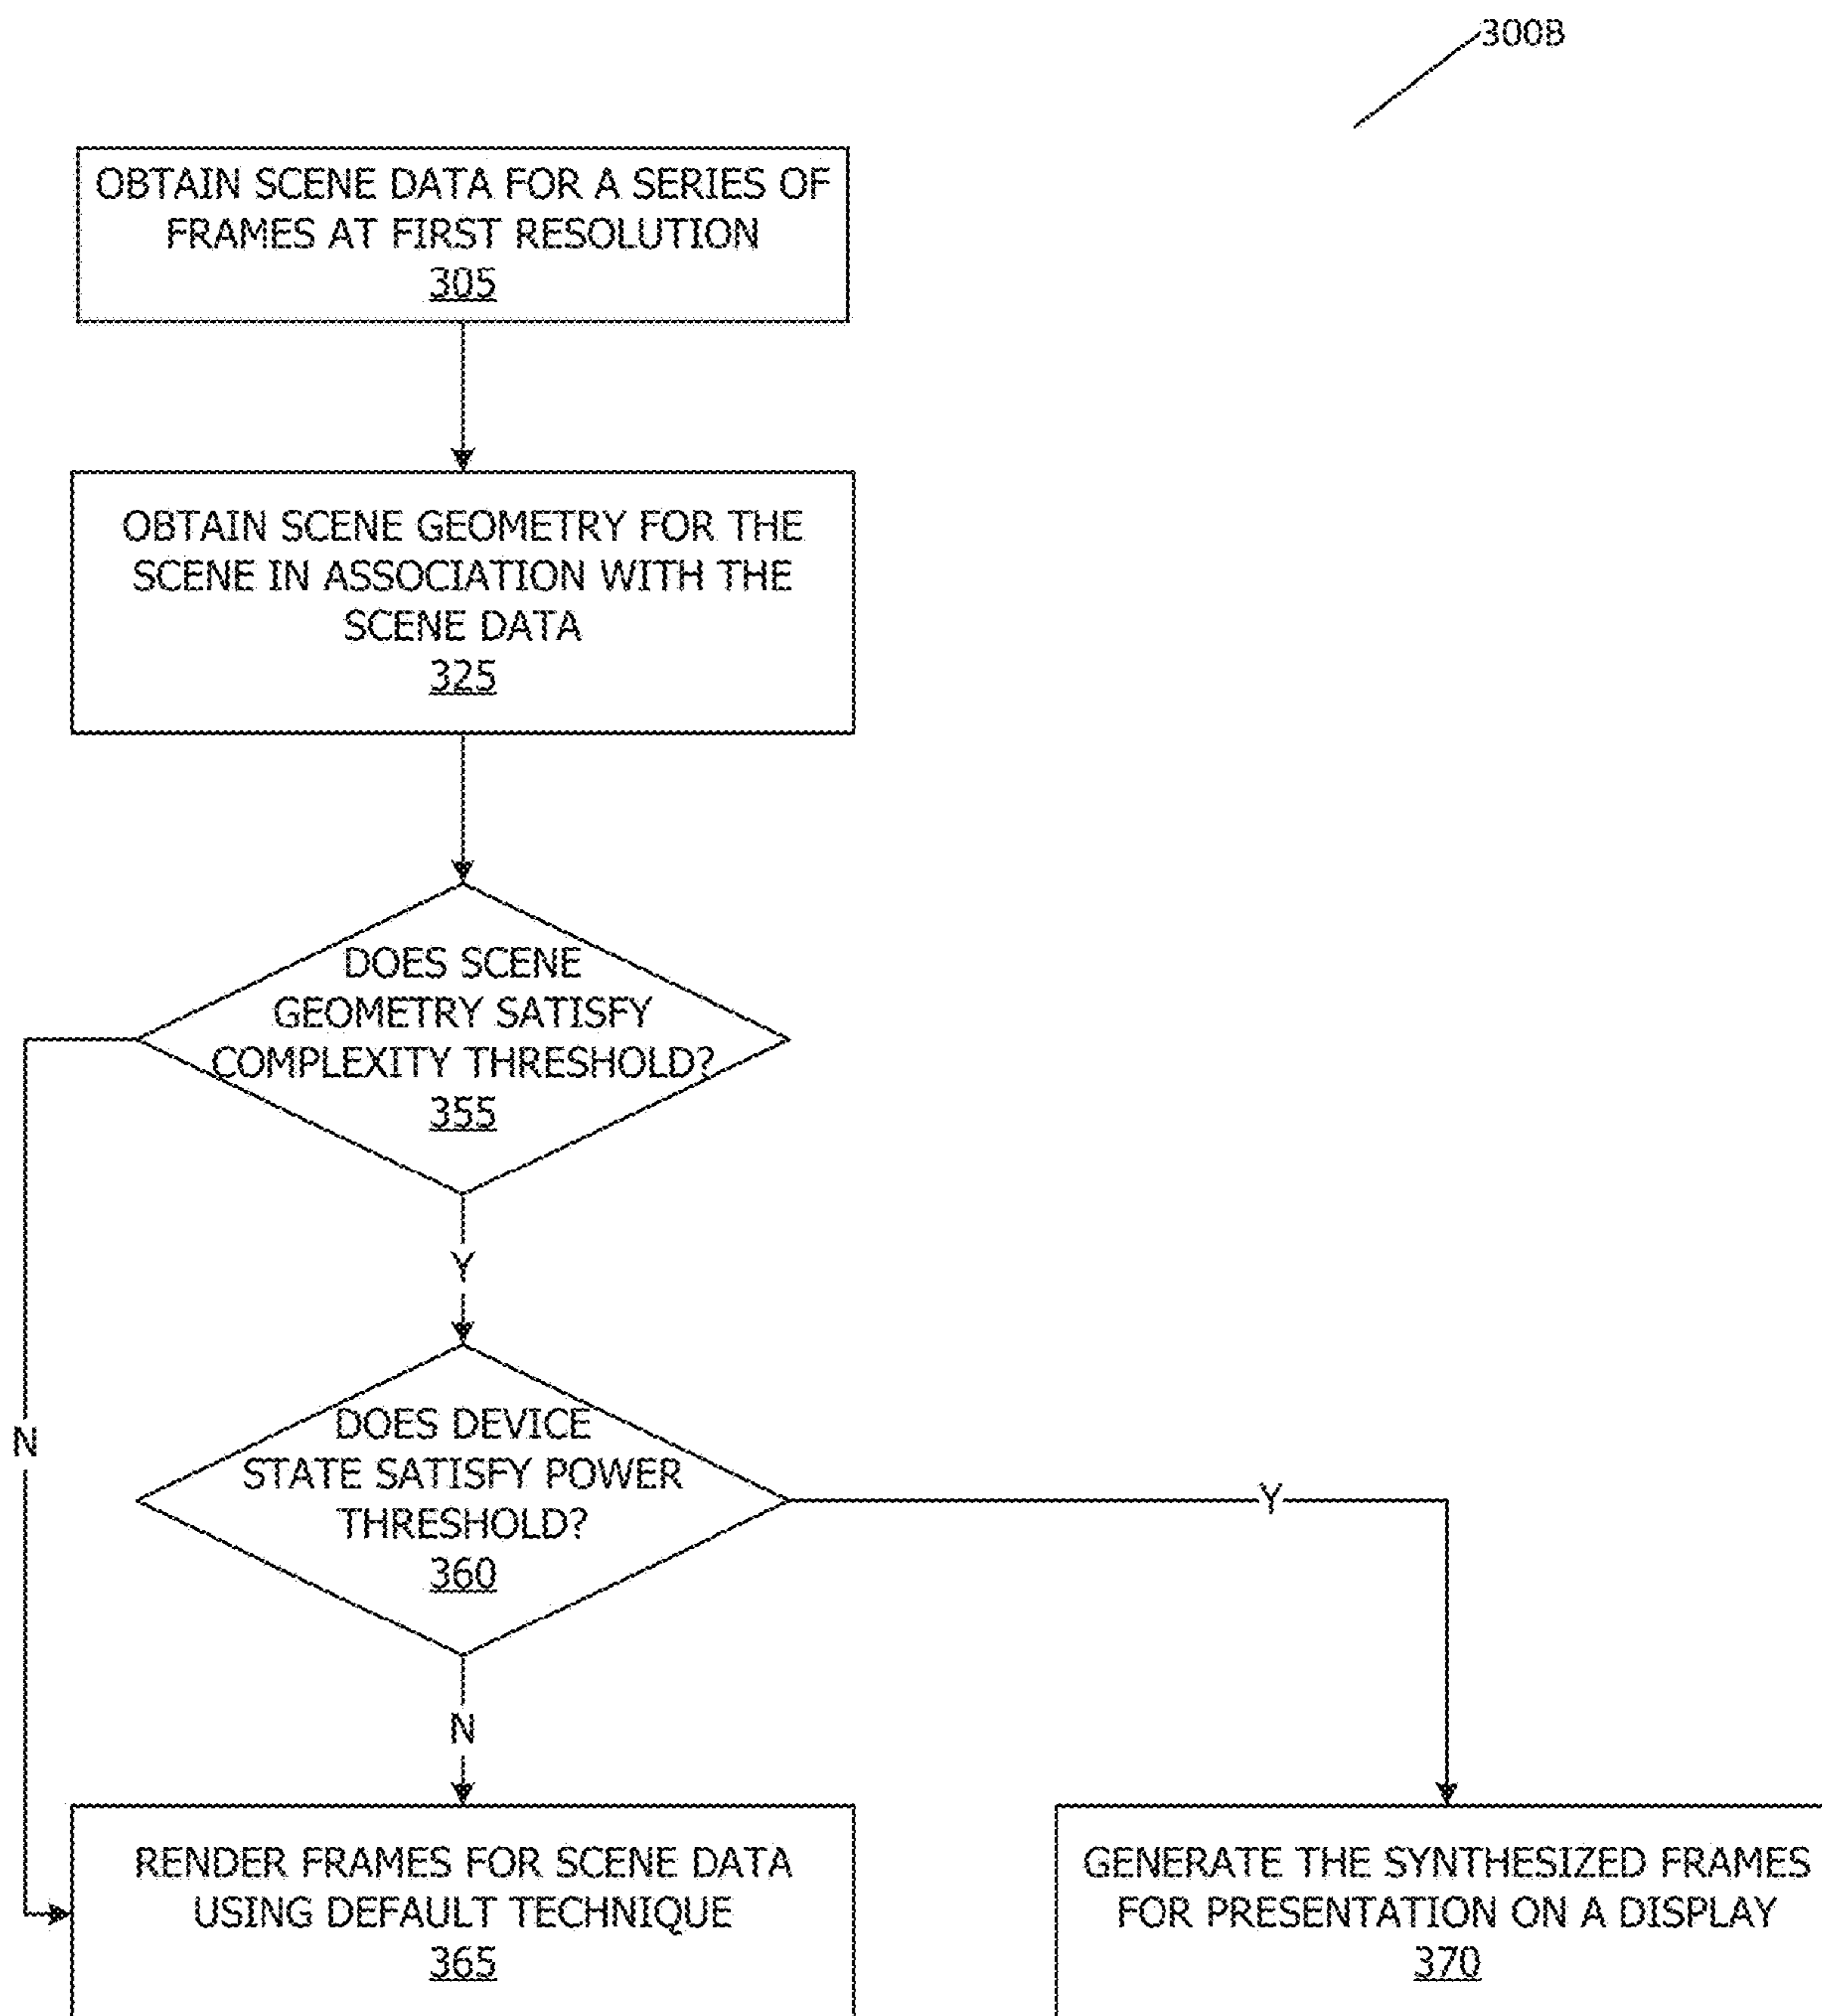 300B
OBTAIN SCENE DATA FOR A SERIES OF
FRAMES AT FIRST RESOLUTION
305
OBTAIN SCENE GEOMETRY FOR THE
SCENE IN ASSOCIATION WITH THE
SCENE DATA
325
DOES SCENE
GEOMETRY SATISFY
COMPLEXITY THRESHOLD?
355
Y
N
DOES DEVICE
STATE SATISFY POWER
THRESHOLD?
360
Y
N
RENDER FRAMES FOR SCENE DATA
USING DEFAULT TECHNIQUE
365
GENERATE THE SYNTHESIZED FRAMES
FOR PRESENTATION ON A DISPLAY
370